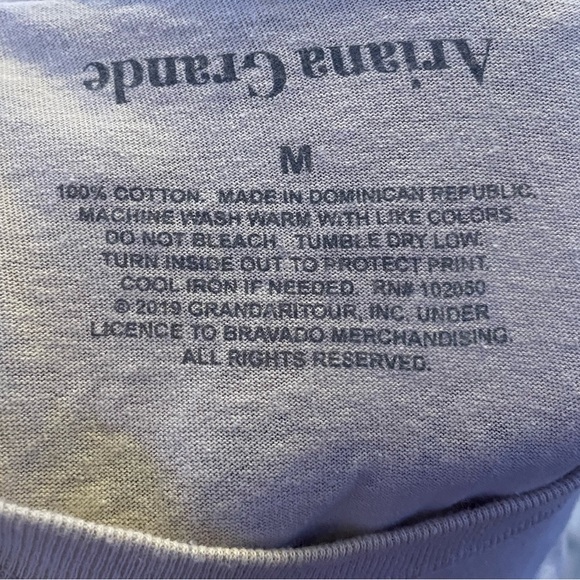 Ariana Grande
M
100% COTTON. MADE IN DOMINICAN REPUBLIC.
MACHINE WASH WARM WITH LIKE COLORS.
DO NOT BLEACH. TUMBLE DRY LOW.
TURN INSIDE OUT TO PROTECT PRINT.
COOL IRON IF NEEDED. RN# 102050
© 2019 GRANDARITOUR, INC. UNDER
LICENCE TO BRAVADO MERCHANDISING.
ALL RIGHTS RESERVED.